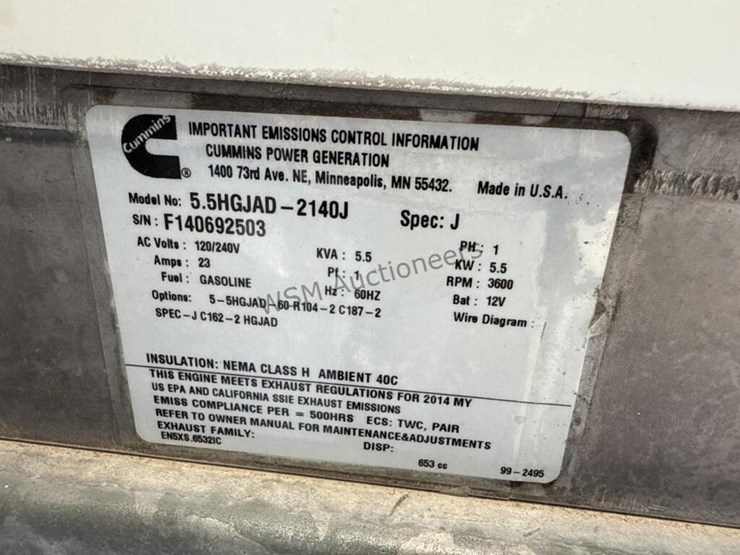 Cummins
IMPORTANT EMISSIONS CONTROL INFORMATION
CUMMINS POWER GENERATION
1400 73rd Ave. NE, Minneapolis, MN 55432. Made in U.S.A.
Model No: 5.5HGJAD-2140J Spec: J
S/N: F140692503
AC Volts: 120/240V KVA: 5.5 PH: 1
Amps: 23 Pf: 1 KW: 5.5
Fuel: GASOLINE Hz: 60HZ RPM: 3600
Bat: 12V
Options: 5-5HGJAD-60 R104-2 C187-2 Wire Diagram:
SPEC-J C162-2 HGJAD
WSM Auctioneers
INSULATION: NEMA CLASS H AMBIENT 40C
THIS ENGINE MEETS EXHAUST REGULATIONS FOR 2014 MY
US EPA AND CALIFORNIA SSIE EXHAUST EMISSIONS
EMISS COMPLIANCE PER = 500HRS ECS: TWC, PAIR
REFER TO OWNER MANUAL FOR MAINTENANCE&ADJUSTMENTS
EXHAUST FAMILY: DISP:
EN5XS.6532IC 653 cc 99-2495